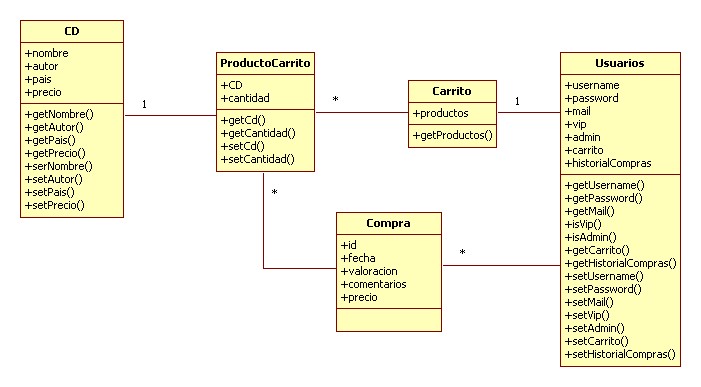 CD
+nombre
+autor
+pais
+precio
+getNombre()
+getAutor()
+getPais()
+getPrecio()
+serNombre()
+setAutor()
+setPais()
+setPrecio()
1
ProductoCarrito
+CD
+cantidad
+getCd()
+getCantidad()
+setCd()
+setCantidad()
*
*
Carrito
+productos
+getProductos()
1
Compra
+id
+fecha
+valoracion
+comentarios
+precio
*
Usuarios
+username
+password
+mail
+vip
+admin
+carrito
+historialCompras
+getUsername()
+getPassword()
+getMail()
+isVip()
+isAdmin()
+getCarrito()
+getHistorialCompras()
+setUsername()
+setPassword()
+setMail()
+setVip()
+setAdmin()
+setCarrito()
+setHistorialCompras()